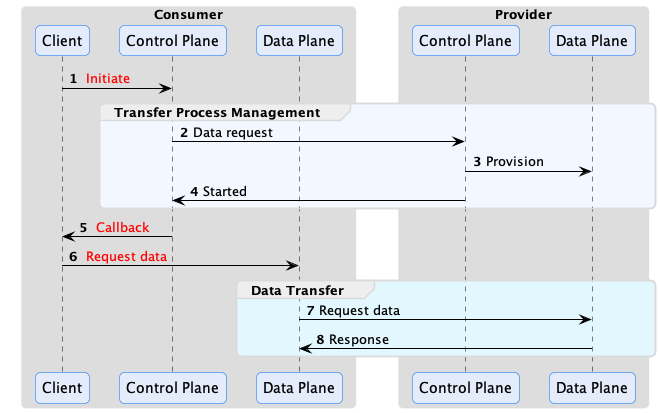 Consumer
Provider
Client
Control Plane
Data Plane
Control Plane
Data Plane
1 Initiate
Transfer Process Management
2 Data request
3 Provision
4 Started
5 Callback
6 Request data
Data Transfer
7 Request data
8 Response
Client
Control Plane
Data Plane
Control Plane
Data Plane